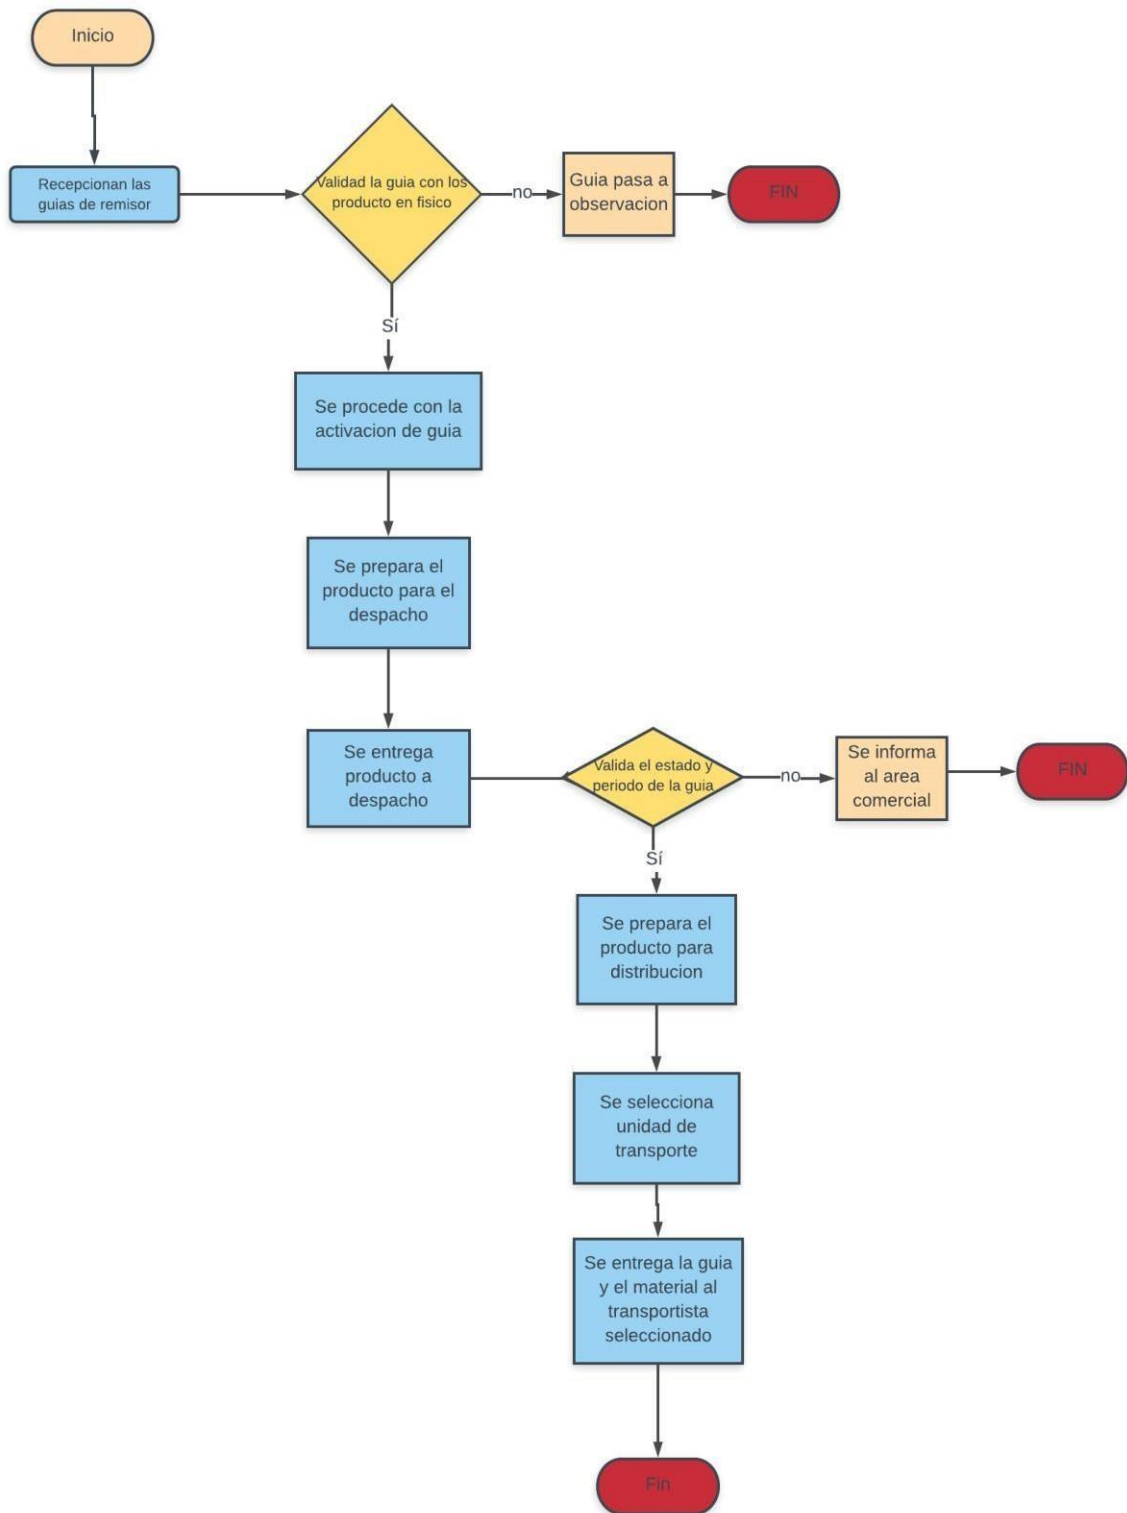 Inicio
Recepcionan las
guias de remisor
Validad la guia con los
producto en fisico
no
Guia pasa a
observacion
FIN
Sí
Se procede con la
activacion de guia
Se prepara el
producto para el
despacho
Se entrega
producto a
despacho
Valida el estado y
periodo de la guia
no
Se informa
al area
comercial
FIN
Sí
Se prepara el
producto para
distribucion
Se selecciona
unidad de
transporte
Se entrega la guia
y el material al
transportista
seleccionado
Fin